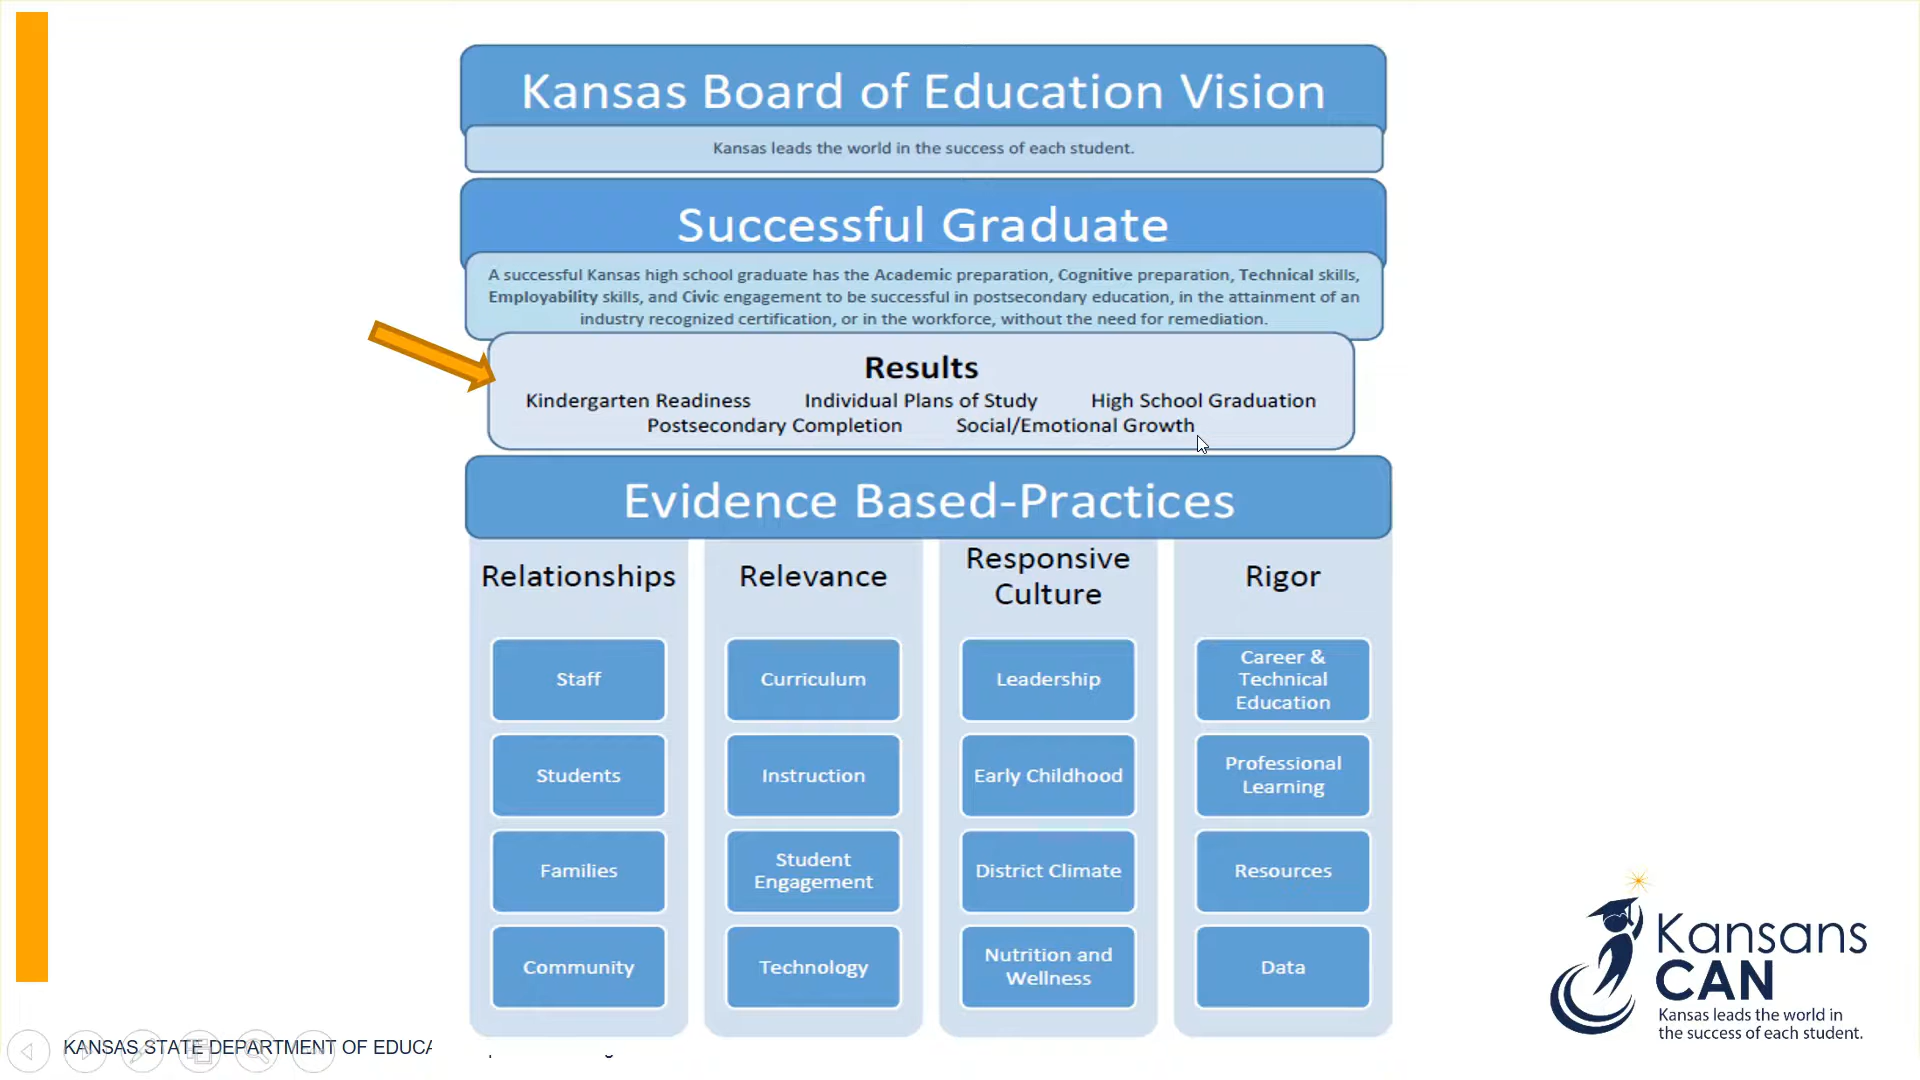 Kansas Board of Education Vision
Kansas leads the world in the success of each student.
Successful Graduate
A successful Kansas high school graduate has the Academic preparation, Cognitive preparation, Technical skills,
Employability skills, and Civic engagement to be successful in postsecondary education, in the attainment of an
industry recognized certification, or in the workforce, without the need for remediation.
Results
Kindergarten Readiness Individual Plans of Study High School Graduation
Postsecondary Completion Social/Emotional Growth
Evidence Based-Practices
Relationships
Staff
Students
Families
Community
Relevance
Curriculum
Instruction
Student
Engagement
Technology
Responsive
Culture
Leadership
Early Childhood
District Climate
Nutrition and
Wellness
Rigor
Career &
Technical
Education
Professional
Learning
Resources
Data
Kansans
CAN
Kansas leads the world in
the success of each student.
KANSAS STATE DEPARTMENT OF EDUCA